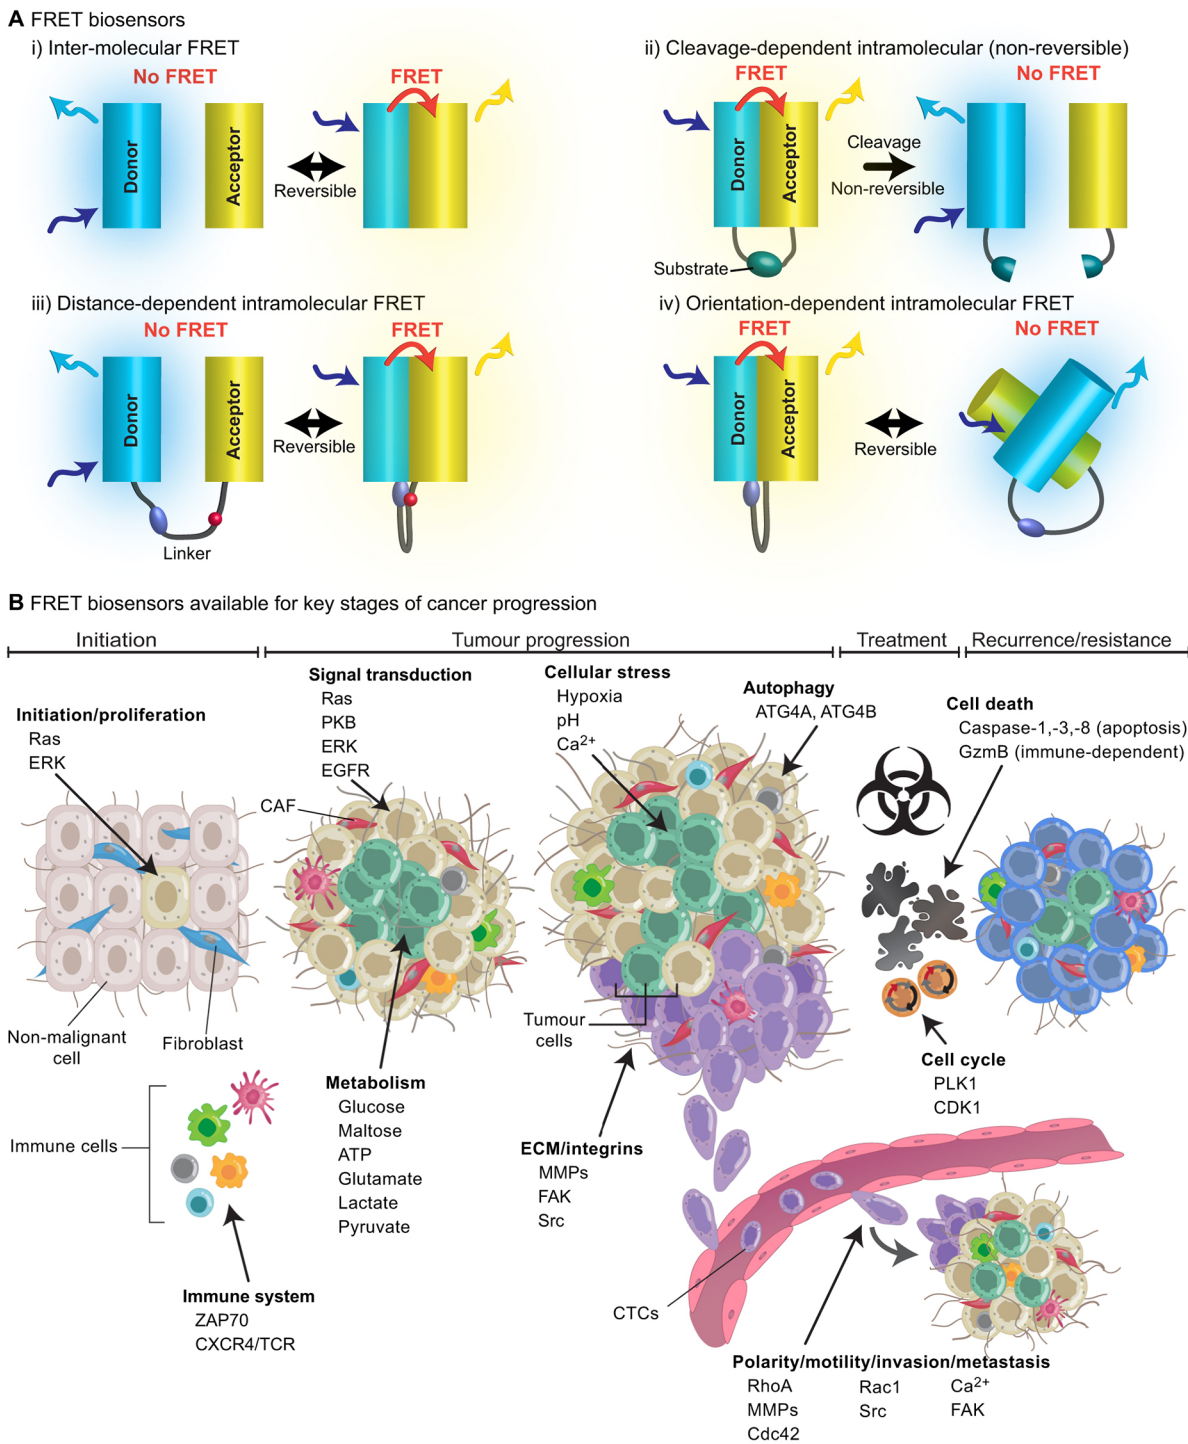 A FRET biosensors
i) Inter-molecular FRET
No FRET
FRET
Donor
Acceptor
Reversible
ii) Cleavage-dependent intramolecular (non-reversible)
FRET
No FRET
Donor
Acceptor
Cleavage
Non-reversible
Substrate
iii) Distance-dependent intramolecular FRET
No FRET
FRET
Donor
Acceptor
Reversible
Linker
iv) Orientation-dependent intramolecular FRET
FRET
No FRET
Donor
Acceptor
Reversible
B FRET biosensors available for key stages of cancer progression
Initiation
Tumour progression
Treatment
Recurrence/resistance
Initiation/proliferation
Ras
ERK
Signal transduction
Ras
PKB
ERK
EGFR
CAF
Cellular stress
Hypoxia
pH
Ca²⁺
Autophagy
ATG4A, ATG4B
Cell death
Caspase-1,-3,-8 (apoptosis)
GzmB (immune-dependent)
Non-malignant
cell
Fibroblast
Tumour
cells
Immune cells
Metabolism
Glucose
Maltose
ATP
Glutamate
Lactate
Pyruvate
ECM/integrins
MMPs
FAK
Src
Cell cycle
PLK1
CDK1
Immune system
ZAP70
CXCR4/TCR
CTCs
Polarity/motility/invasion/metastasis
RhoA
MMPs
Cdc42
Rac1
Src
Ca²⁺
FAK